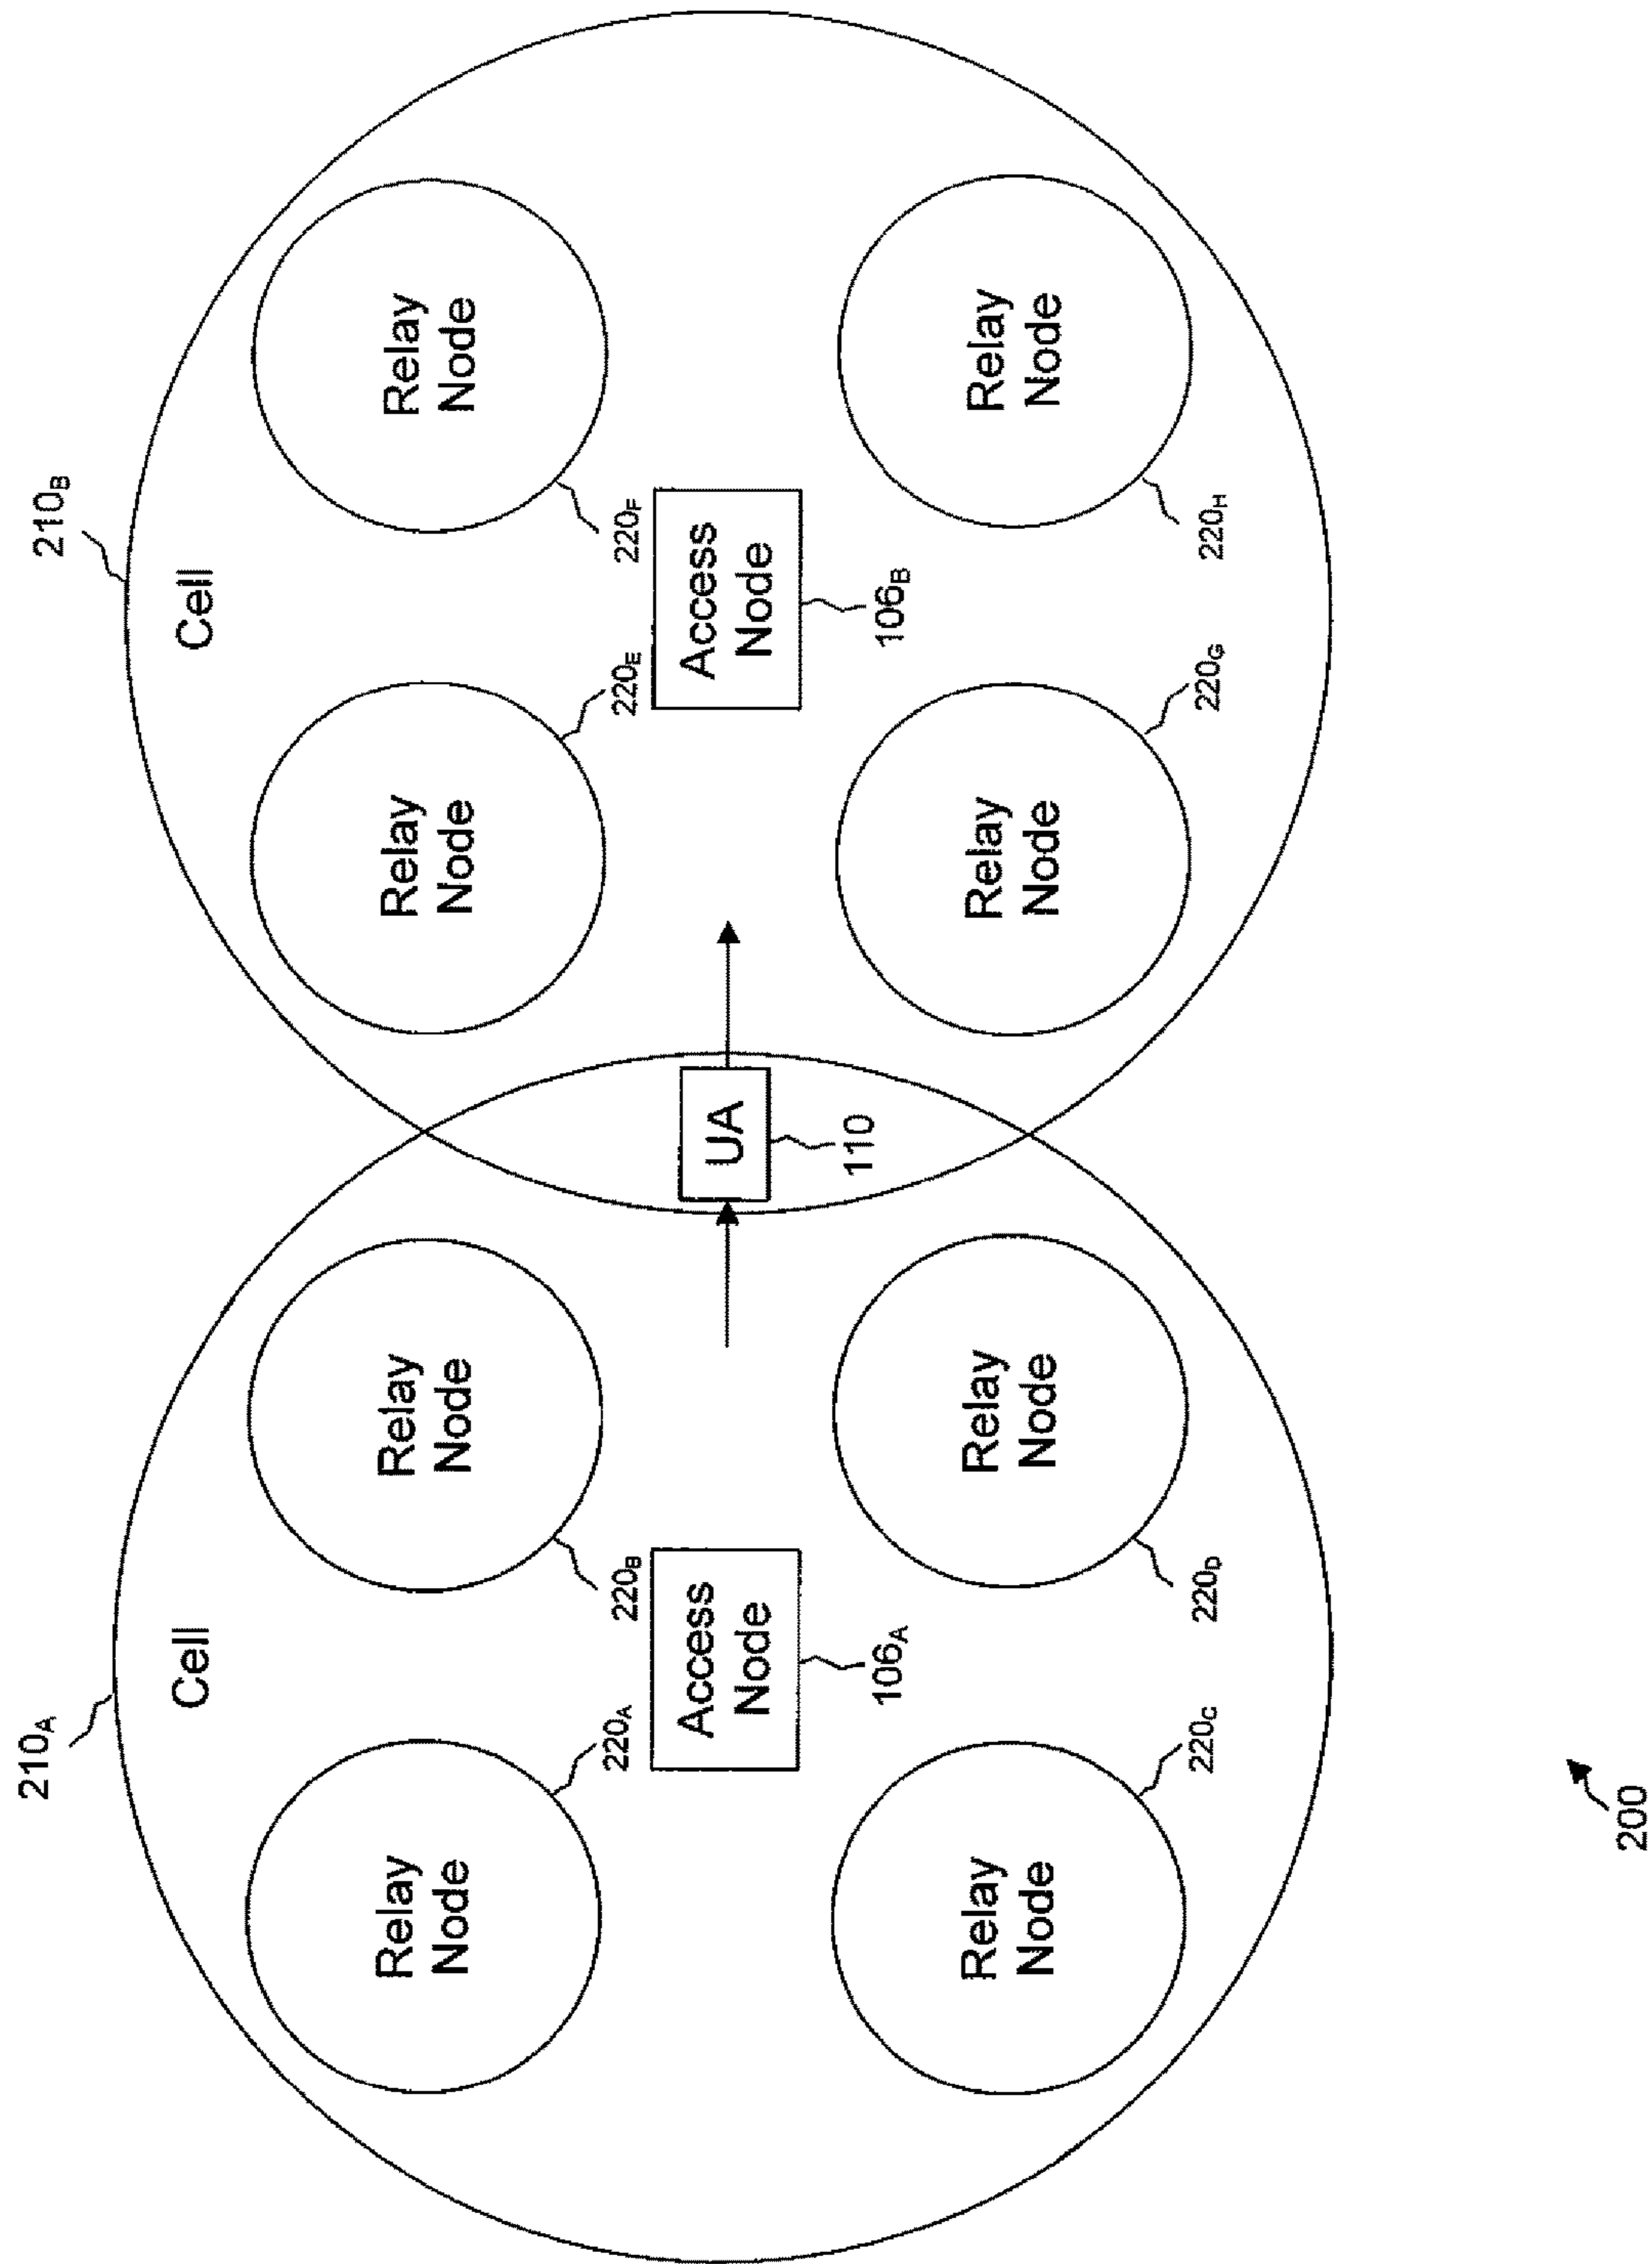 210A
210B
Cell
Cell
Relay
Node
Relay
Node
Relay
Node
Relay
Node
220A
220B
220E
220F
Access
Node
UA
Access
Node
106A
110
106B
Relay
Node
Relay
Node
Relay
Node
Relay
Node
220C
220D
220G
220H
200